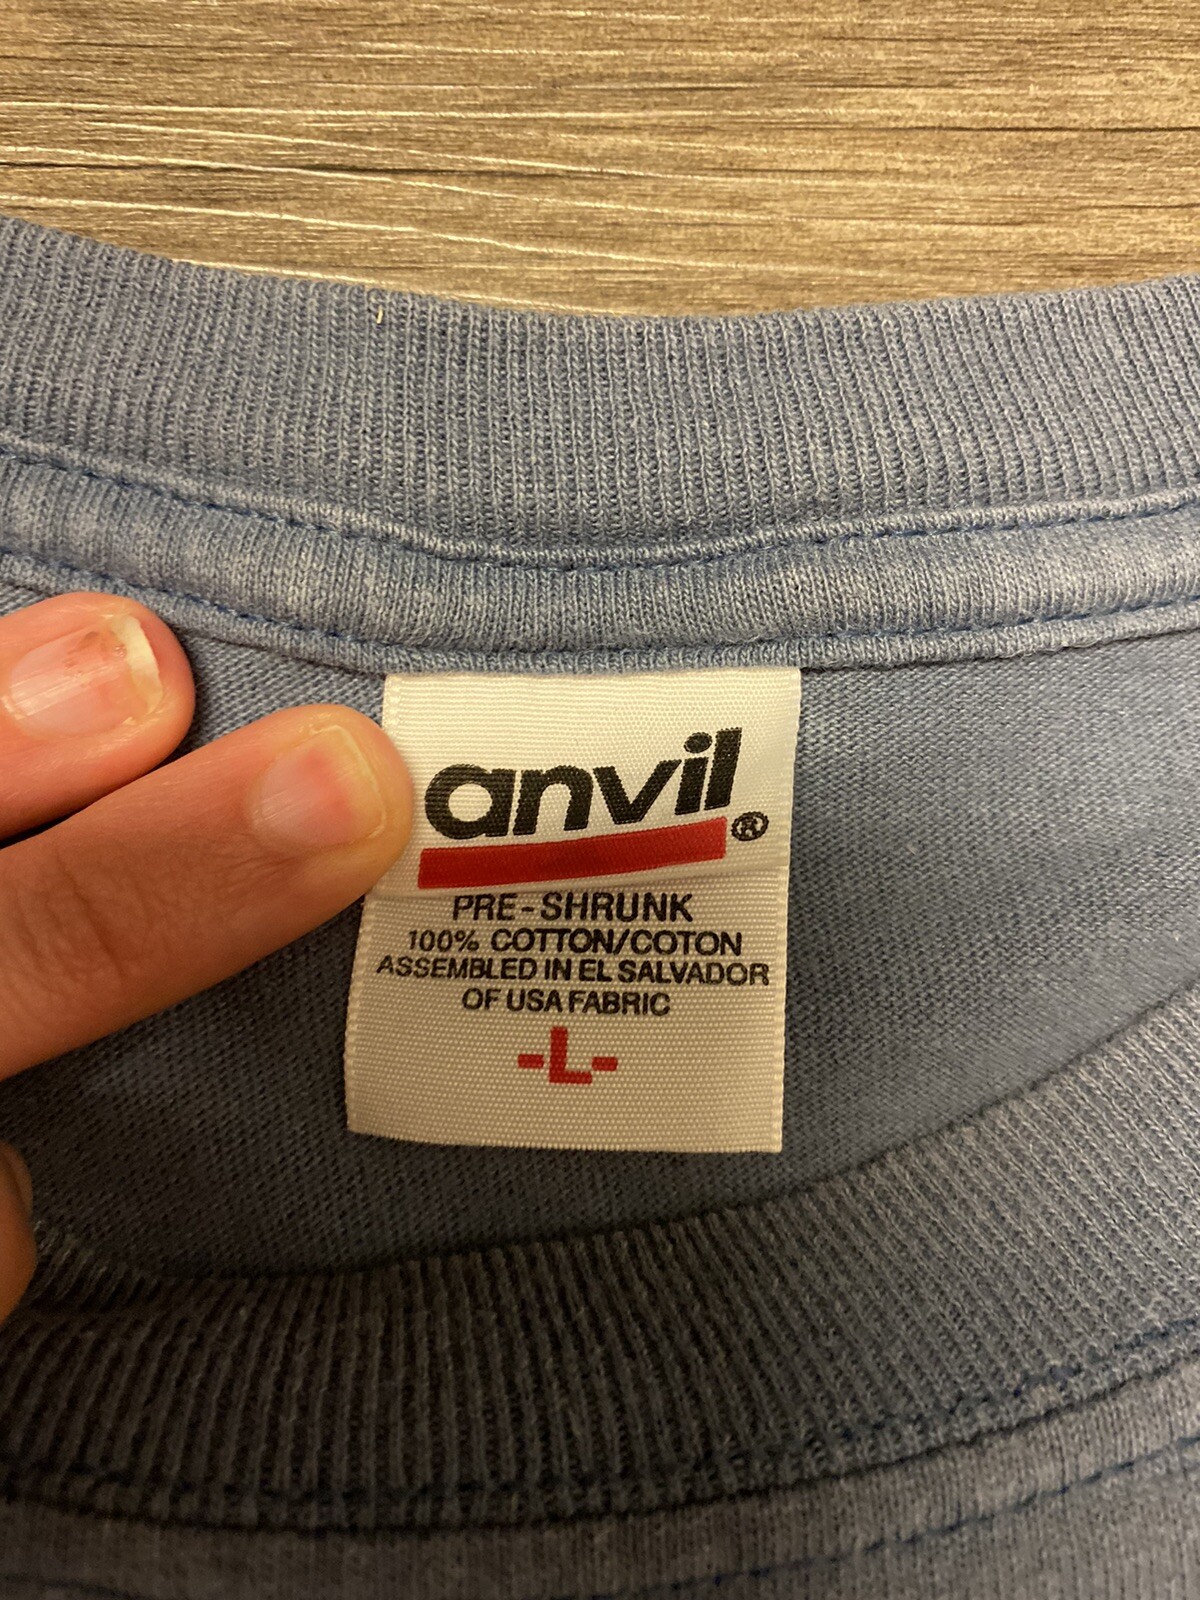 anvil®
PRE-SHRUNK
100% COTTON/COTON
ASSEMBLED IN EL SALVADOR
OF USA FABRIC
-L-